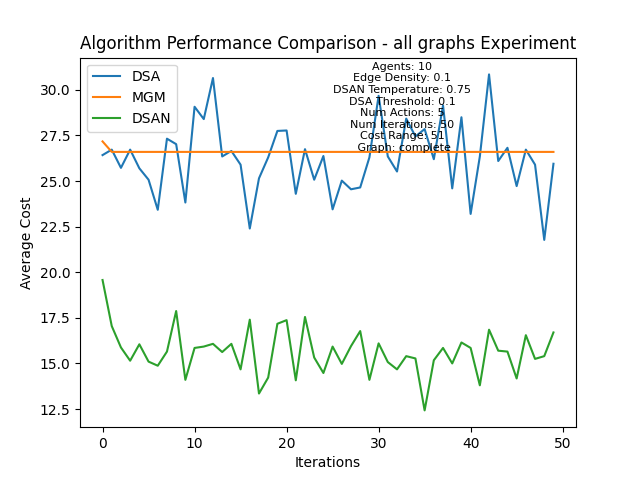 Algorithm Performance Comparison - all graphs Experiment
DSA
MGM
DSAN
Agents: 10
Edge Density: 0.1
DSAN Temperature: 0.75
DSA Threshold: 0.1
Num Actions: 5
Num Iterations: 50
Cost Range: 51
Graph: complete
Average Cost
30.0
27.5
25.0
22.5
20.0
17.5
15.0
12.5
0 10 20 30 40 50
Iterations